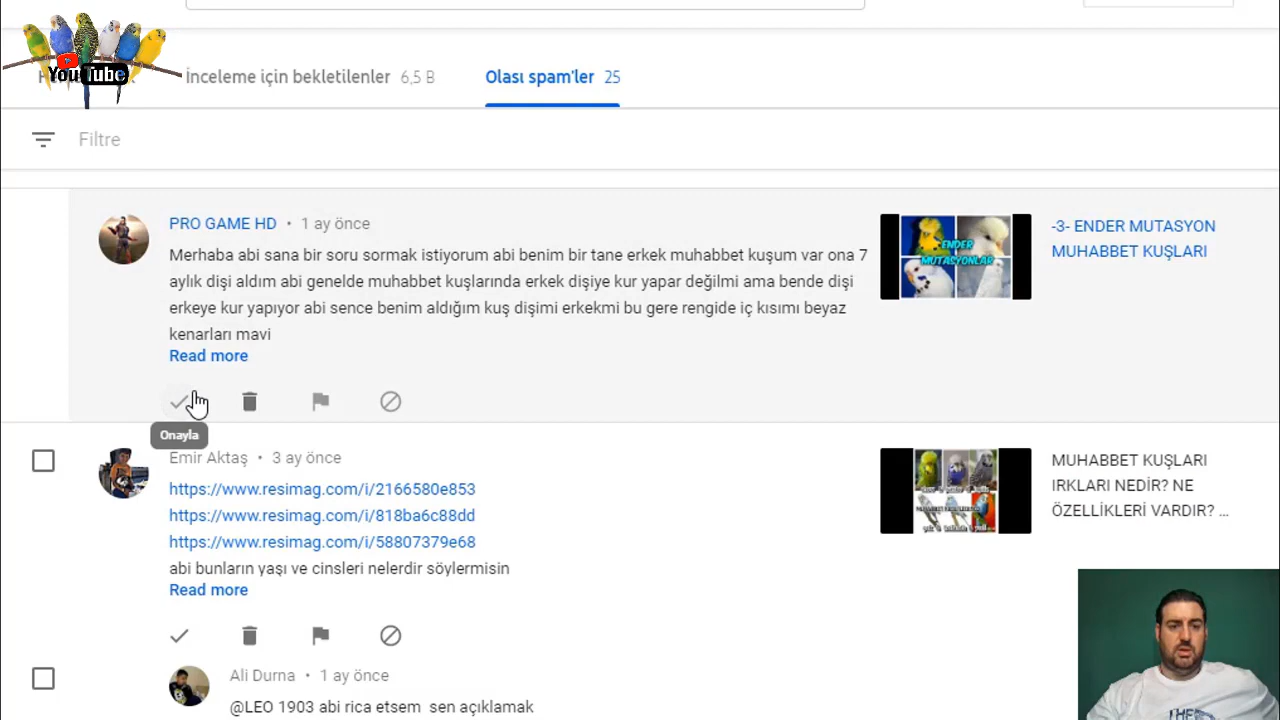 YouTube
İnceleme için bekletilenler 6,5 B
Olası spam'ler 25
Filtre
PRO GAME HD • 1 ay önce
Merhaba abi sana bir soru sormak istiyorum abi benim bir tane erkek muhabbet kuşum var ona 7
aylık dişi aldım abi genelde muhabbet kuşlarında erkek dişiye kur yapar değilmi ama bende dişi
erkeye kur yapıyor abi sence benim aldığım kuş dişimi erkekmi bu gere rengide iç kısımı beyaz
kenarları mavi
Read more
ENDER
MUTASYONLAR
-3- ENDER MUTASYON
MUHABBET KUŞLARI
Onayla
Emir Aktaş • 3 ay önce
https://www.resimag.com/i/2166580e853
https://www.resimag.com/i/818ba6c88dd
https://www.resimag.com/i/58807379e68
abi bunların yaşı ve cinsleri nelerdir söylermisin
Read more
MUHABBET KUŞLARI
IRKLARI NEDİR? NE
ÖZELLİKLERİ VARDIR? ...
Ali Durna • 1 ay önce
@LEO 1903 abi rica etsem sen açıklamak
THE